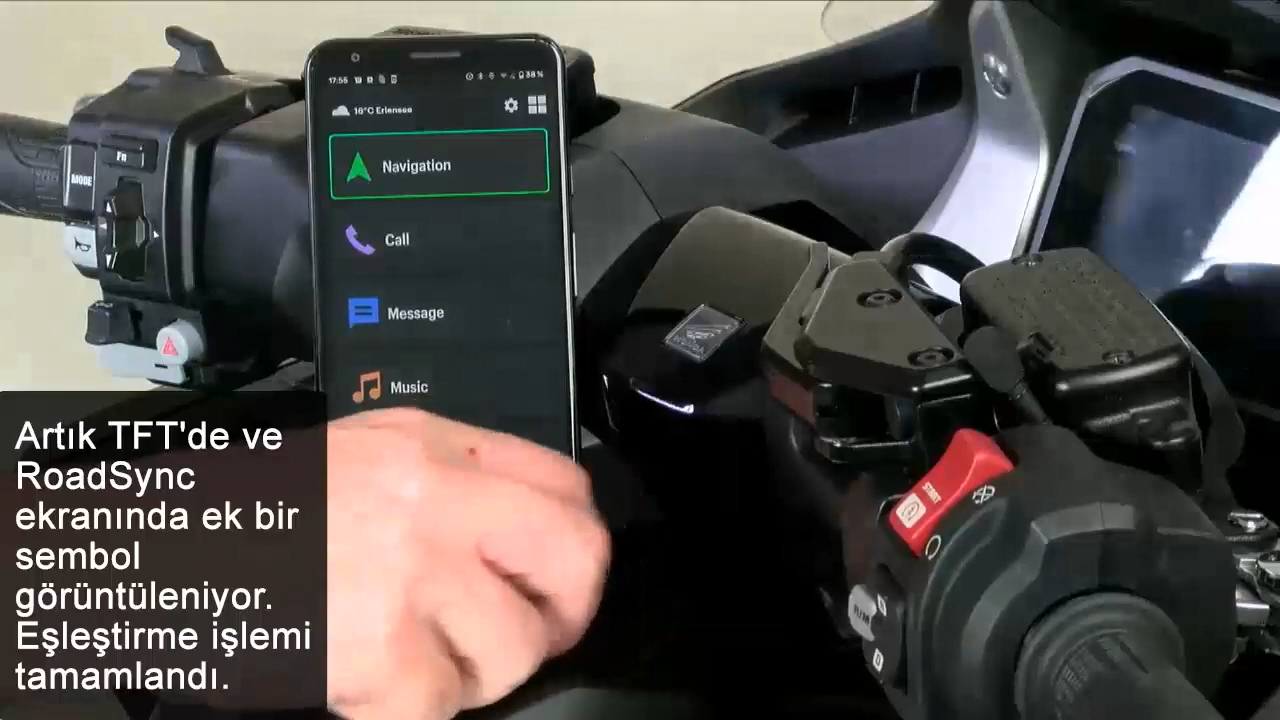 17:55
38%
16°C Erlensee
Navigation
Call
Message
Music
Fn
MODE
START
D
Artık TFT'de ve
RoadSync
ekranında ek bir
sembol
görüntüleniyor.
Eşleştirme işlemi
tamamlandı.